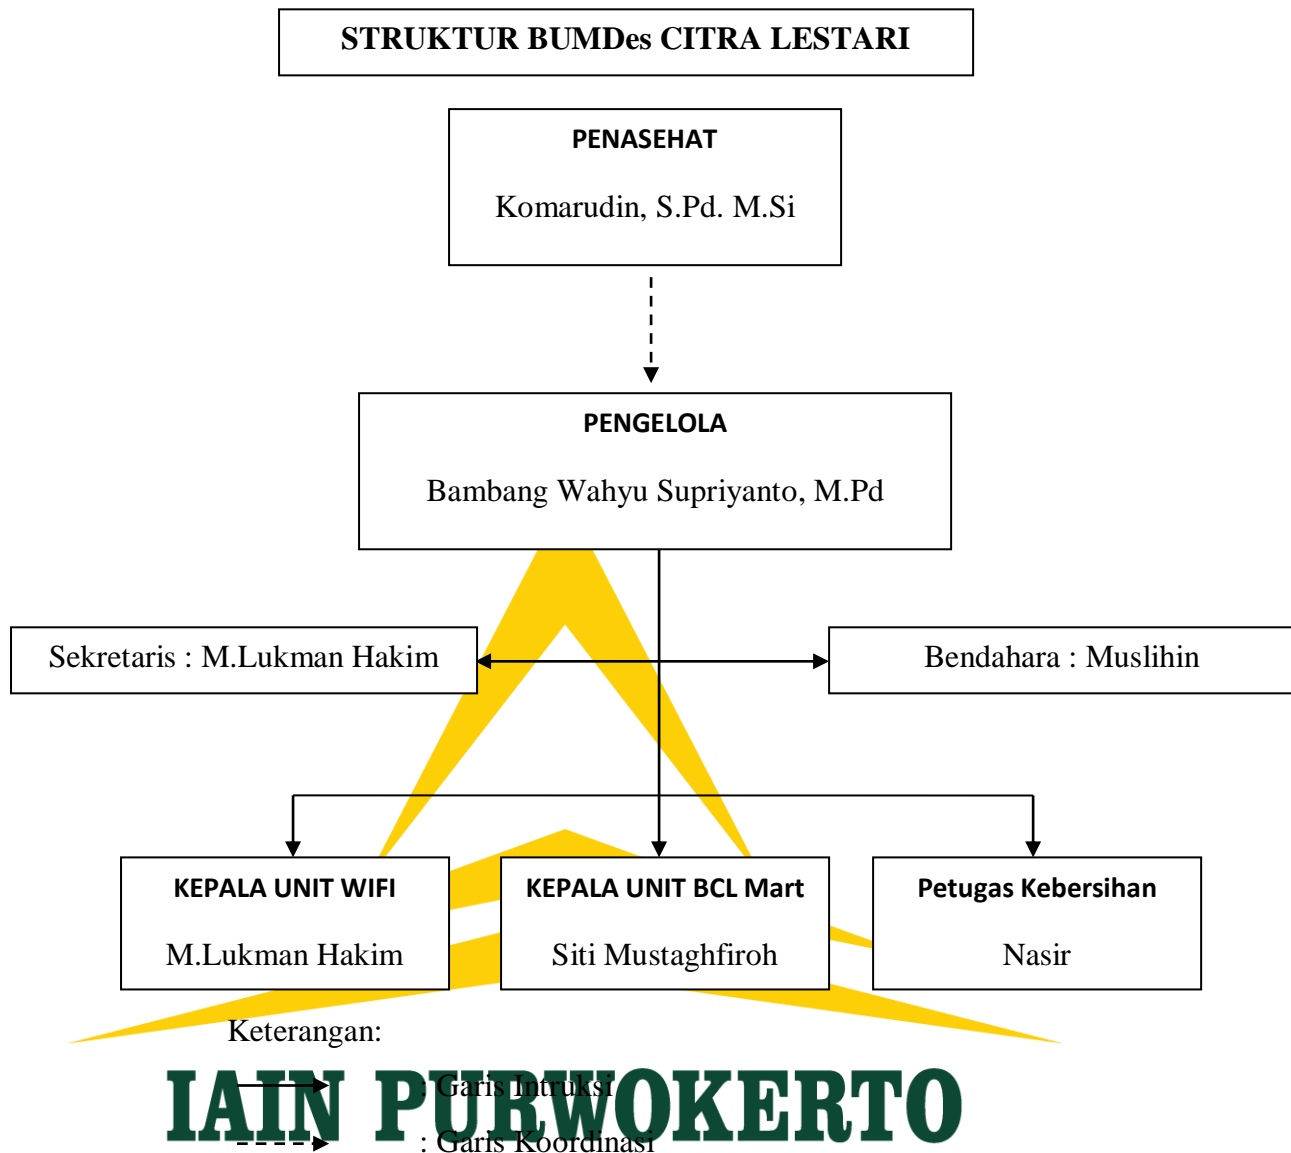 STRUKTUR BUMDes CITRA LESTARI
PENASEHAT
Komarudin, S.Pd. M.Si
PENGELOLA
Bambang Wahyu Supriyanto, M.Pd
Sekretaris : M.Lukman Hakim
Bendahara : Muslihin
KEPALA UNIT WIFI
M.Lukman Hakim
KEPALA UNIT BCL Mart
Siti Mustaghfiroh
Petugas Kebersihan
Nasir
Keterangan:
: Garis Intruksi
IAIN PURWOKERTO
: Garis Koordinasi